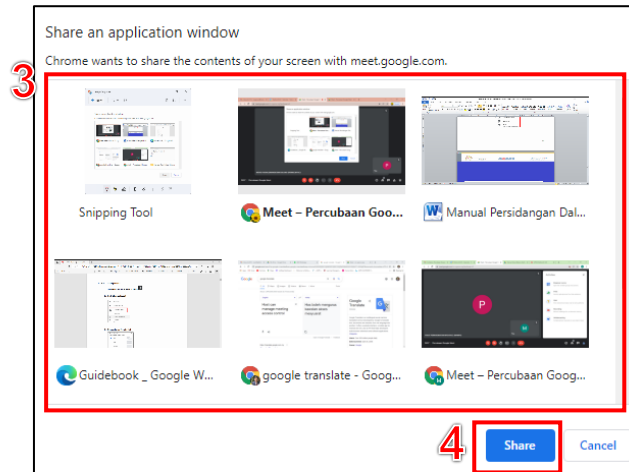 Share an application window
Chrome wants to share the contents of your screen with meet.google.com.
3
Snipping Tool
Meet – Percubaan Goo...
Manual Persidangan Dal...
Guidebook _ Google W...
google translate - Goog...
Meet – Percubaan Goog...
4
Share
Cancel